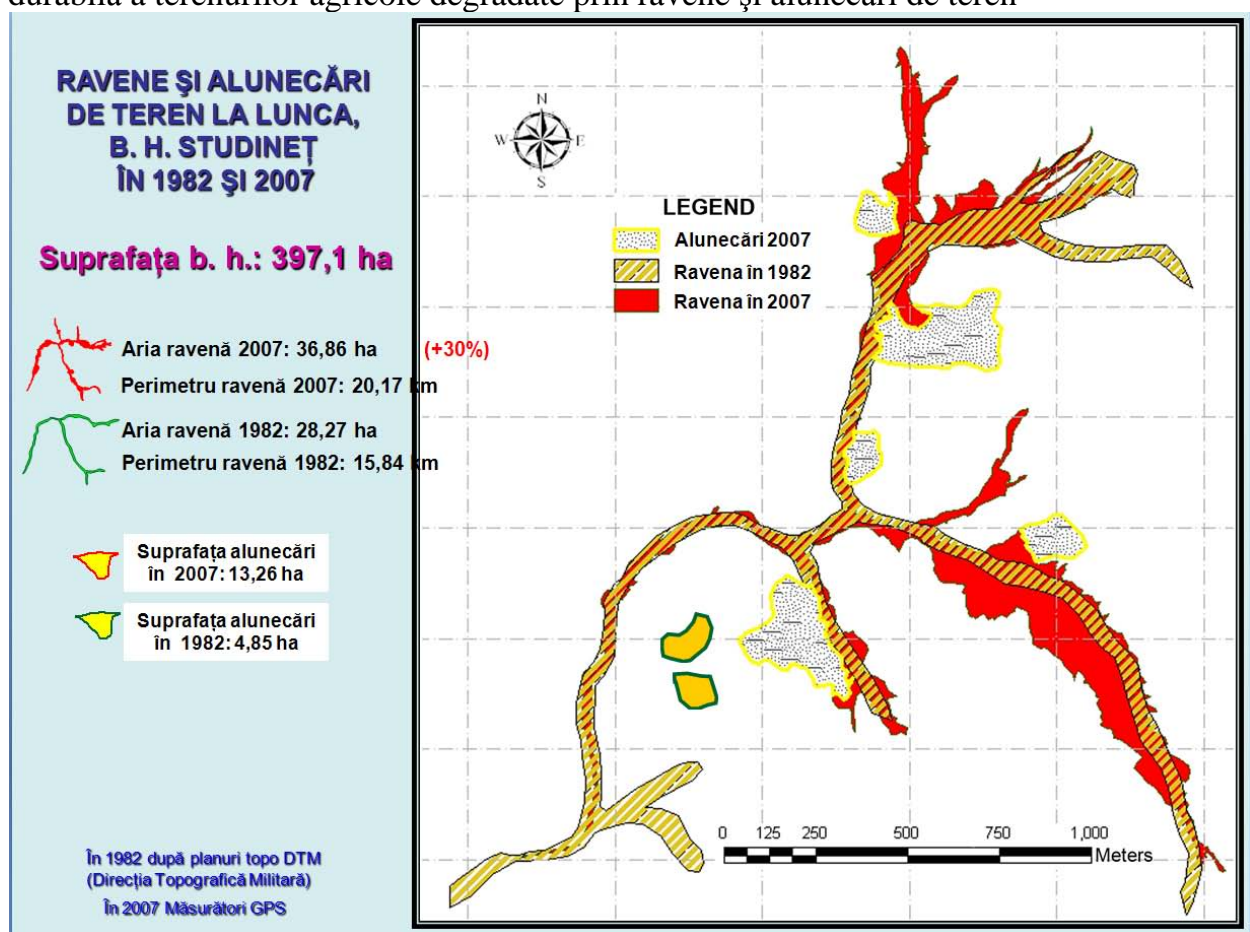 durabilă a terenurilor agricole degradate prin ravene şi alunecări de teren
RAVENE ŞI ALUNECĂRI
DE TEREN LA LUNCA,
B. H. STUDINEŢ
ÎN 1982 ŞI 2007
Suprafaţa b. h.: 397,1 ha
Aria ravenă 2007: 36,86 ha (+30%)
Perimetru ravenă 2007: 20,17 km
Aria ravenă 1982: 28,27 ha
Perimetru ravenă 1982: 15,84 km
Suprafaţa alunecări
în 2007: 13,26 ha
Suprafaţa alunecări
în 1982: 4,85 ha
În 1982 după planuri topo DTM
(Direcţia Topografică Militară)
În 2007 Măsurători GPS
N
W E
S
LEGEND
Alunecări 2007
Ravena în 1982
Ravena în 2007
0 125 250 500 750 1,000
Meters